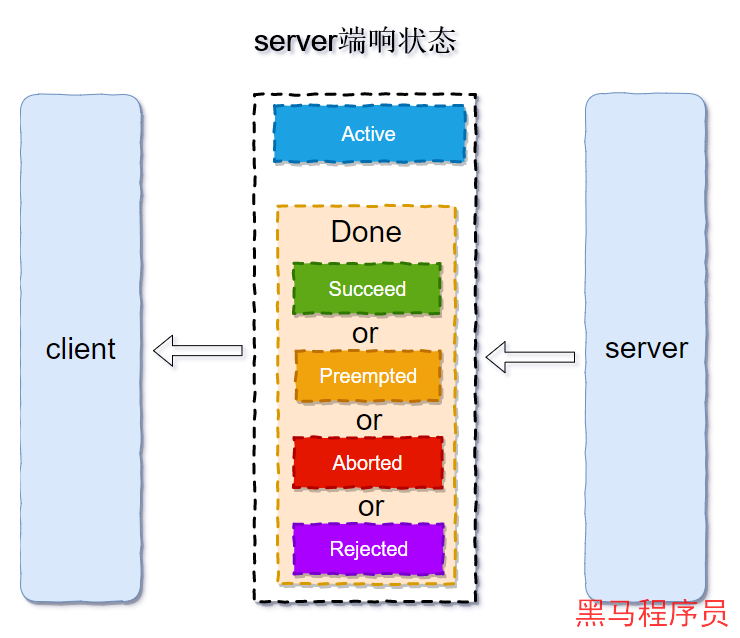 server端响状态
Active
Done
Succeed
or
Preempted
or
Aborted
or
Rejected
client
server
黑马程序员